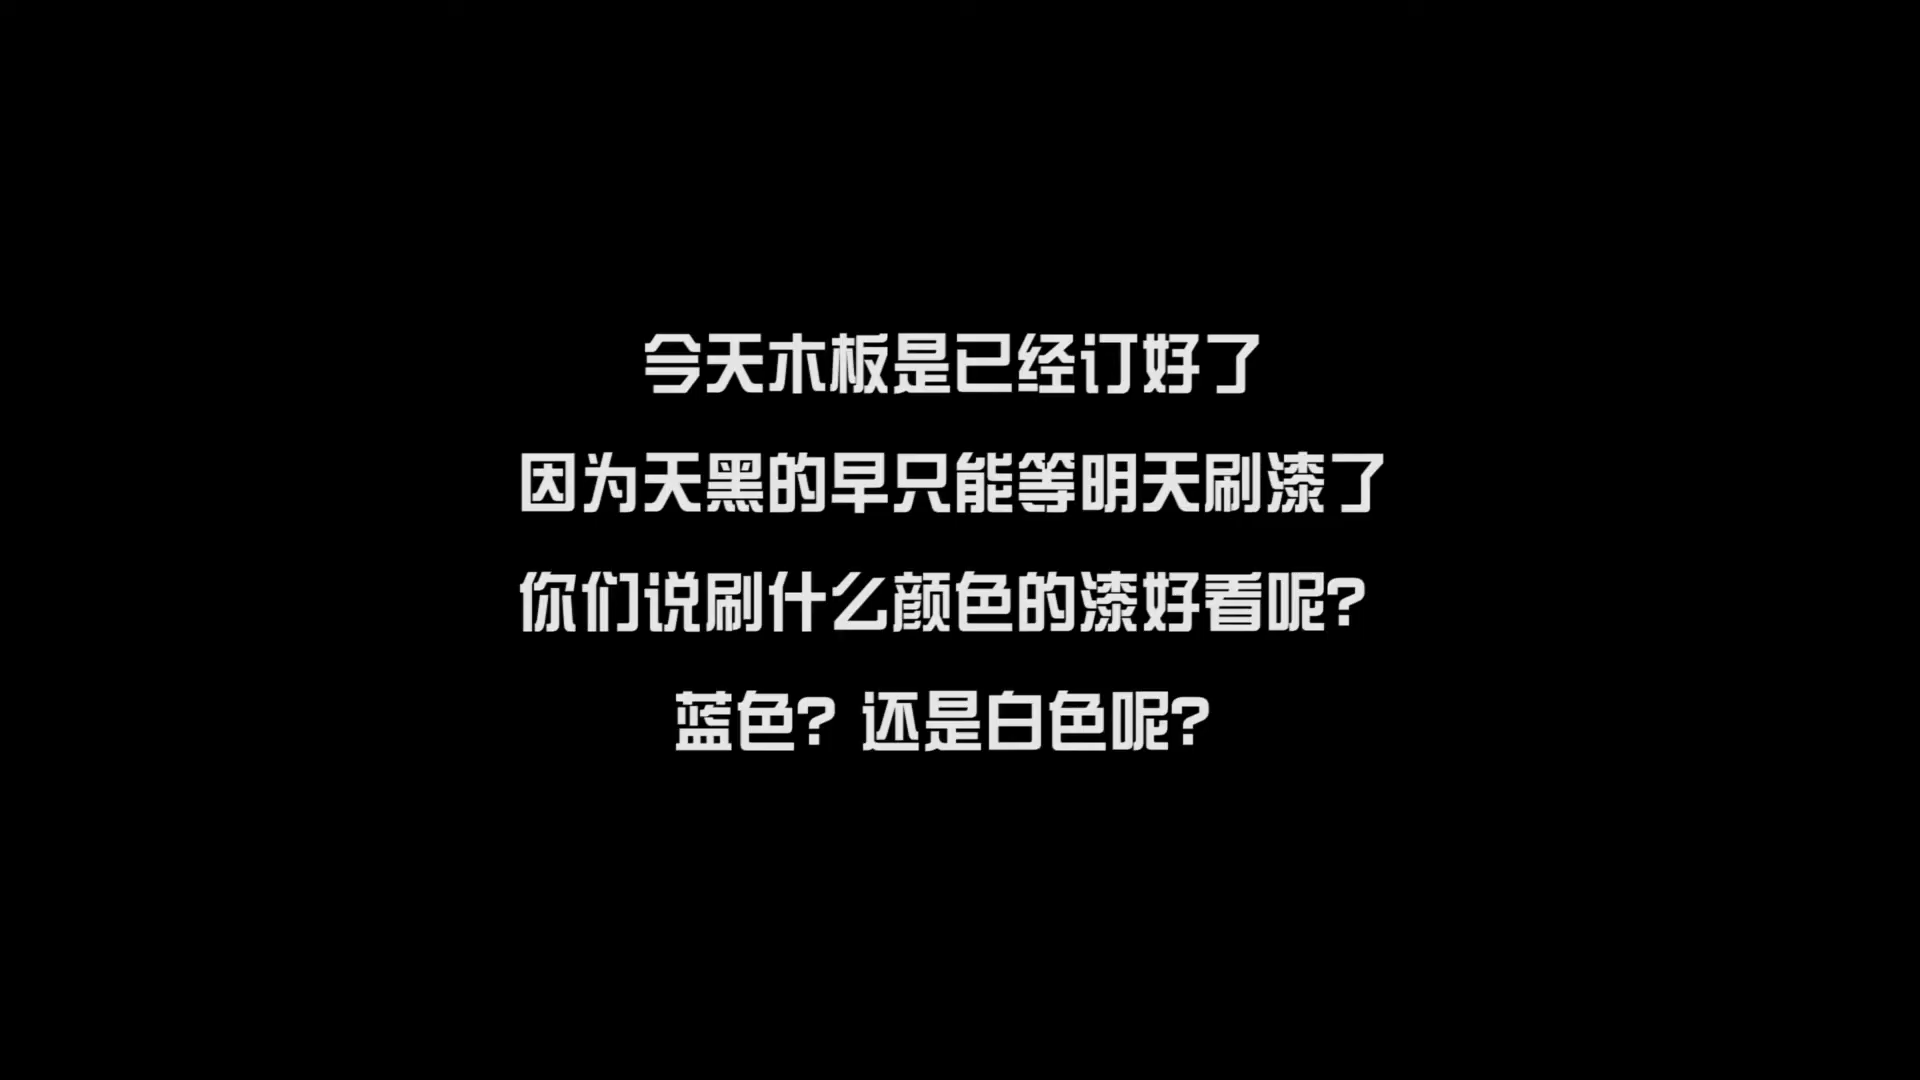 今天木板是已经订好了
因为天黑的早只能等明天刷漆了
你们说刷什么颜色的漆好看呢?
蓝色? 还是白色呢?